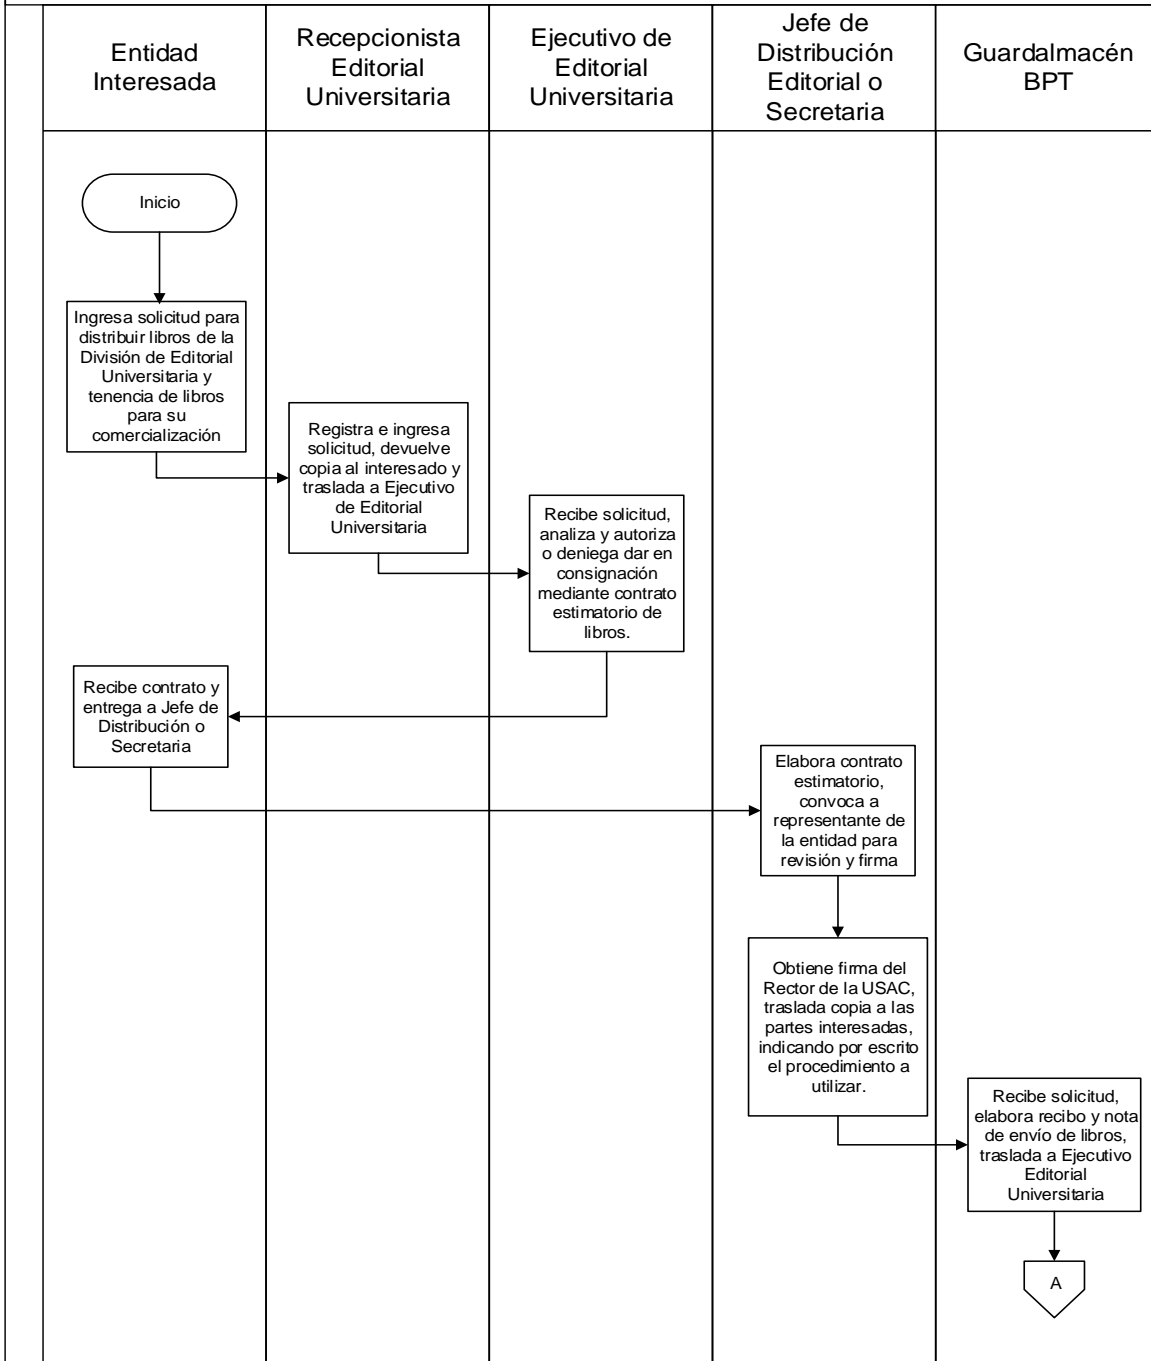 Entidad
Interesada
Recepcionista
Editorial
Universitaria
Ejecutivo de
Editorial
Universitaria
Jefe de
Distribución
Editorial o
Secretaria
Guardalmacén
BPT
Inicio
Ingresa solicitud para
distribuir libros de la
División de Editorial
Universitaria y
tenencia de libros
para su
comercialización
Registra e ingresa
solicitud, devuelve
copia al interesado y
traslada a Ejecutivo
de Editorial
Universitaria
Recibe solicitud,
analiza y autoriza
o deniega dar en
consignación
mediante contrato
estimatorio de
libros.
Recibe contrato y
entrega a Jefe de
Distribución o
Secretaria
Elabora contrato
estimatorio,
convoca a
representante de
la entidad para
revisión y firma
Obtiene firma del
Rector de la USAC,
traslada copia a las
partes interesadas,
indicando por escrito
el procedimiento a
utilizar.
Recibe solicitud,
elabora recibo y nota
de envío de libros,
traslada a Ejecutivo
Editorial
Universitaria
A